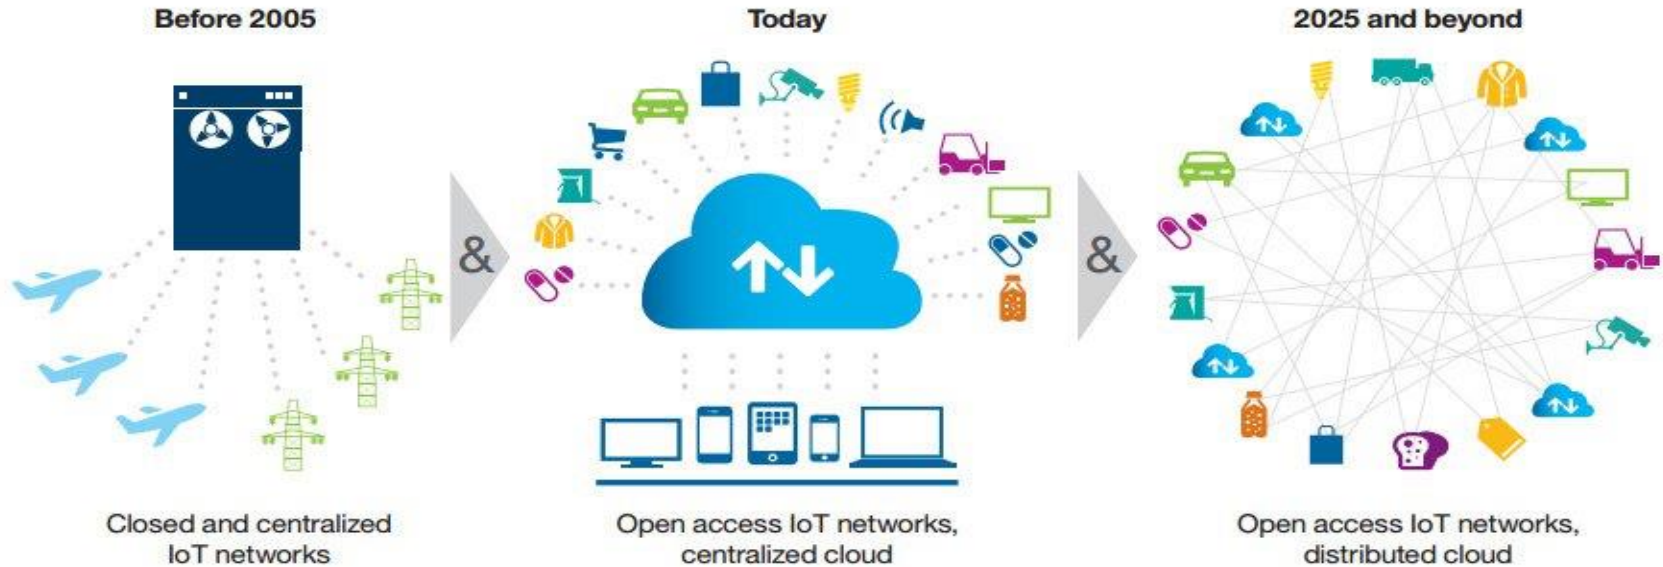 Before 2005
Today
2025 and beyond
&
&
Closed and centralized
IoT networks
Open access IoT networks,
centralized cloud
Open access IoT networks,
distributed cloud